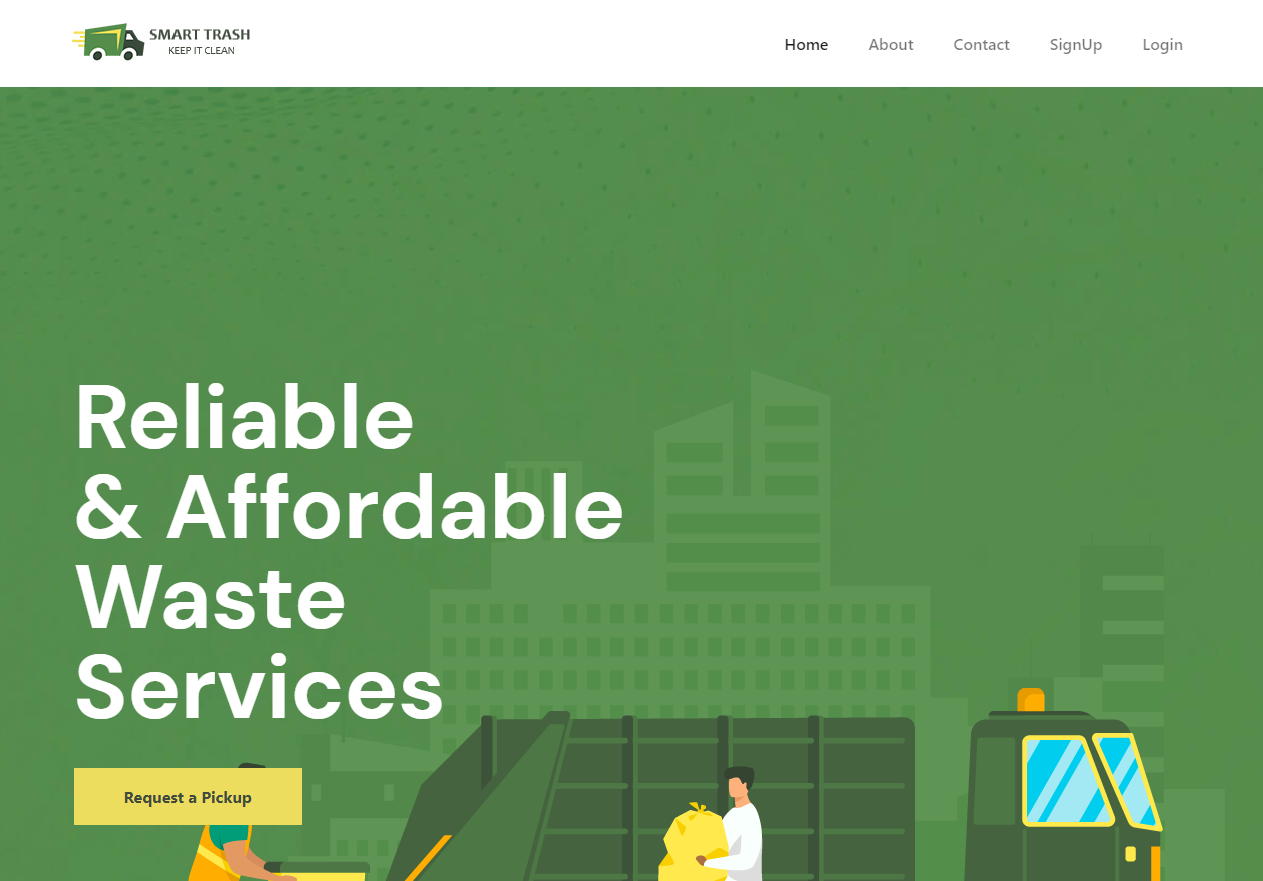 SMART TRASH
KEEP IT CLEAN
Home About Contact SignUp Login
Reliable
& Affordable
Waste
Services
Request a Pickup